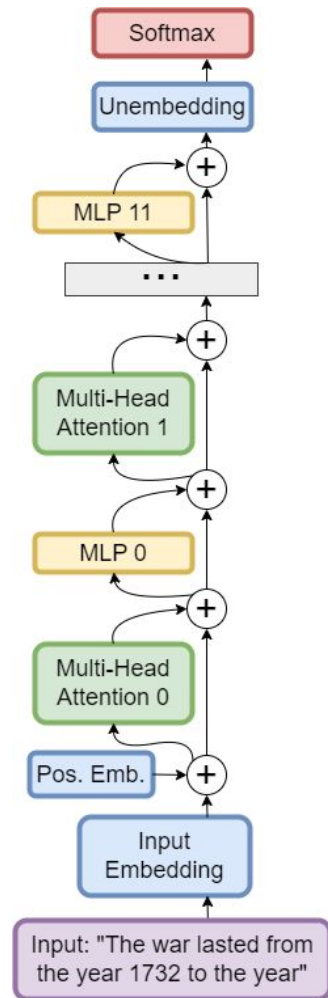 Softmax
Unembedding
+
MLP 11
...
+
Multi-Head
Attention 1
+
MLP 0
+
Multi-Head
Attention 0
Pos. Emb.
+
Input
Embedding
Input: "The war lasted from
the year 1732 to the year"